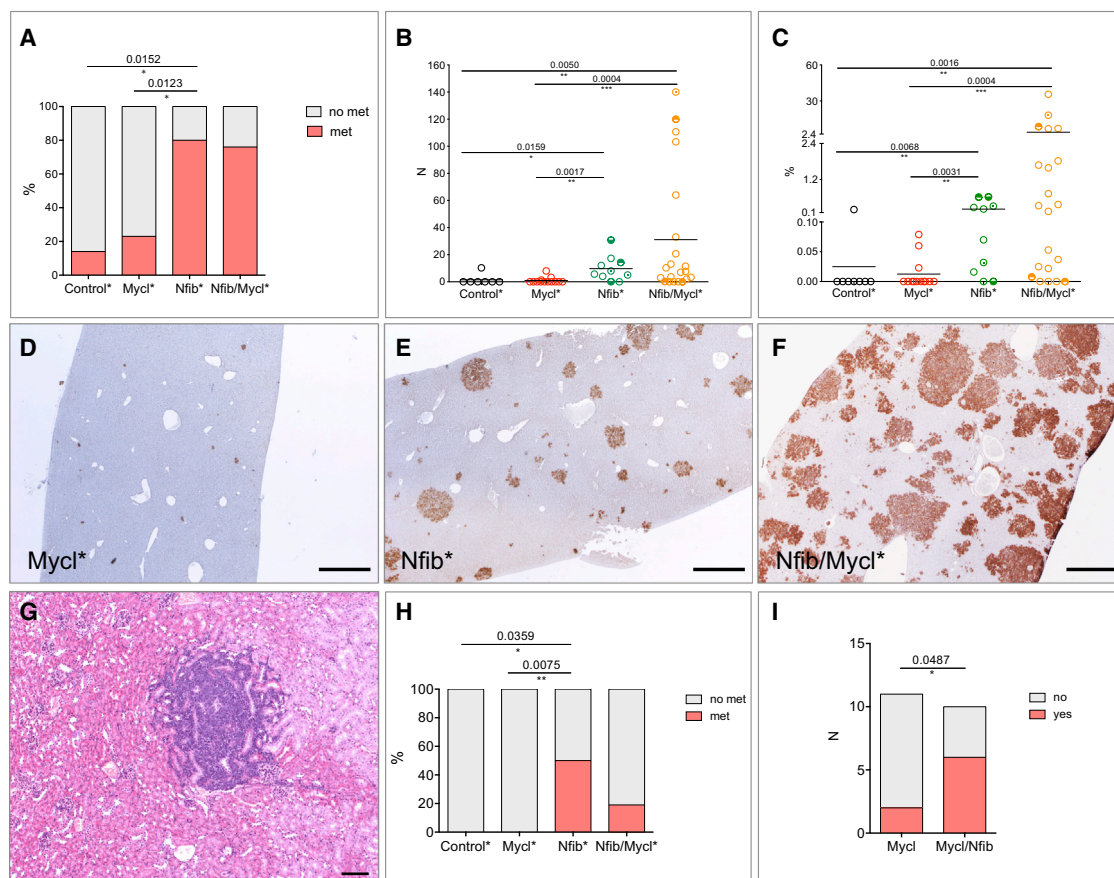 A
0.0152
*
0.0123
*
100
80
60
40
20
0
%
no met
met
Control*
Mycl*
Nfib*
Nfib/Mycl*
B
0.0050
**
0.0004
***
0.0159
*
0.0017
**
160
140
120
100
80
60
40
20
0
N
Control*
Mycl*
Nfib*
Nfib/Mycl*
C
0.0016
**
0.0004
***
0.0068
**
0.0031
**
60
30
2.4
2.4
1.2
0.1
0.10
0.05
0.00
%
Control*
Mycl*
Nfib*
Nfib/Mycl*
D
Mycl*
E
Nfib*
F
Nfib/Mycl*
G
H
0.0359
*
0.0075
**
100
80
60
40
20
0
%
no met
met
Control*
Mycl*
Nfib*
Nfib/Mycl*
I
0.0487
*
15
10
5
0
N
no
yes
Mycl
Mycl/Nfib